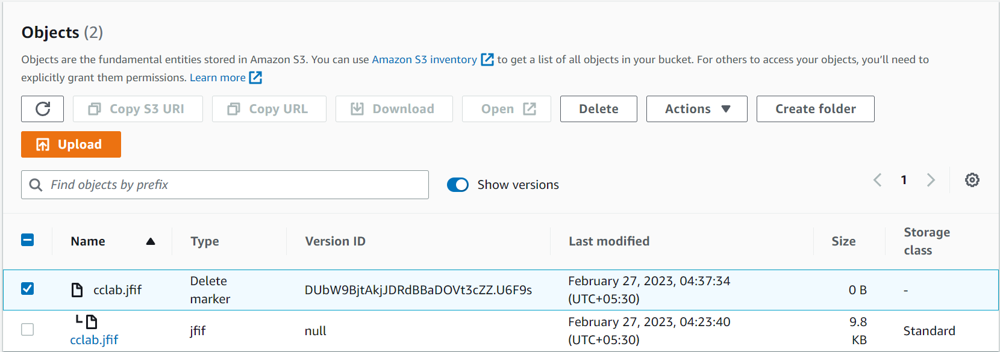 Objects (2)
Objects are the fundamental entities stored in Amazon S3. You can use Amazon S3 inventory to get a list of all objects in your bucket. For others to access your objects, you'll need to
explicitly grant them permissions. Learn more
Copy S3 URI Copy URL Download Open Delete Actions Create folder
Upload
Find objects by prefix Show versions 1
Name Type Version ID Last modified Size Storage class
cclab.jfif Delete marker DUbW9BjtAkjJDRdBBaDOVt3cZZ.U6F9s February 27, 2023, 04:37:34 (UTC+05:30) 0 B -
cclab.jfif jfif null February 27, 2023, 04:23:40 (UTC+05:30) 9.8 KB Standard